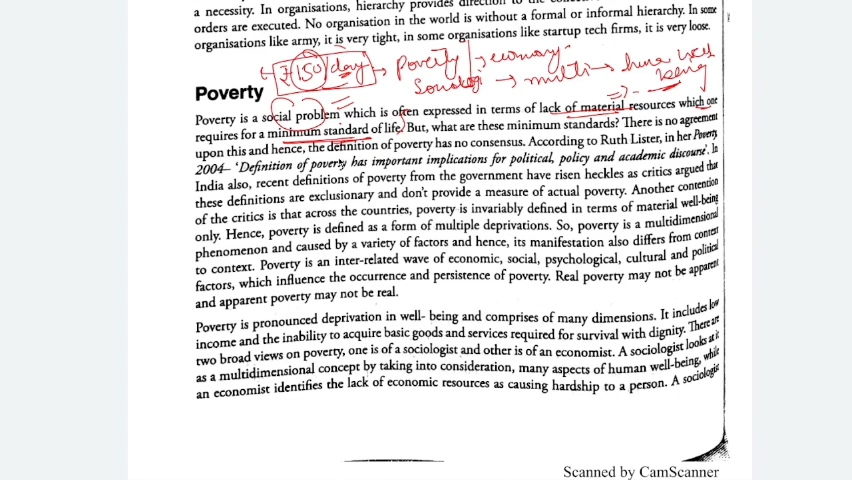 a necessity. In organisations, hierarchy provides direction to the
orders are executed. No organisation in the world is without a formal or informal hierarchy. In some
organisations like army, it is very tight, in some organisations like startup tech firms, it is very loose.
₹150/day → Poverty → economy
→ multi → human well
being
Poverty
Poverty is a social problem which is often expressed in terms of lack of material resources which one
requires for a minimum standard of life. But, what are these minimum standards? There is no agreement
upon this and hence, the definition of poverty has no consensus. According to Ruth Lister, in her Poverty
2004– 'Definition of poverty has important implications for political, policy and academic discourse'. In
India also, recent definitions of poverty from the government have risen heckles as critics argued that
these definitions are exclusionary and don't provide a measure of actual poverty. Another contention
of the critics is that across the countries, poverty is invariably defined in terms of material well-being
only. Hence, poverty is defined as a form of multiple deprivations. So, poverty is a multidimensional
phenomenon and caused by a variety of factors and hence, its manifestation also differs from context
to context. Poverty is an inter-related wave of economic, social, psychological, cultural and political
factors, which influence the occurrence and persistence of poverty. Real poverty may not be apparent
and apparent poverty may not be real.
Poverty is pronounced deprivation in well- being and comprises of many dimensions. It includes low
income and the inability to acquire basic goods and services required for survival with dignity. There are
two broad views on poverty, one is of a sociologist and other is of an economist. A sociologist looks at it
as a multidimensional concept by taking into consideration, many aspects of human well-being, while
an economist identifies the lack of economic resources as causing hardship to a person. A sociologist
Scanned by CamScanner